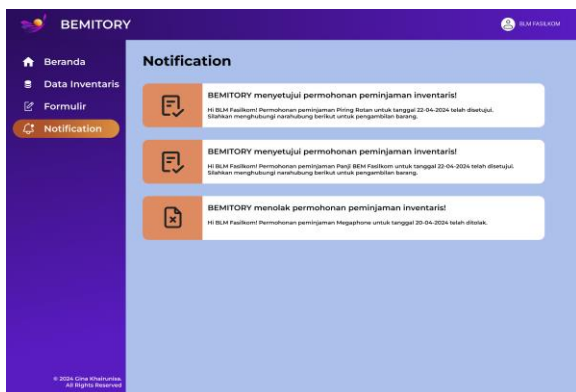 BEMITORY
BLM FASILKOM
Beranda
Data Inventaris
Formulir
Notification
Notification
BEMITORY menyetujui permohonan peminjaman inventaris!
Hi BLM Fasilkom! Permohonan peminjaman Piring Rotan untuk tanggal 22-04-2024 telah disetujui.
Silahkan menghubungi narahubung berikut untuk pengambilan barang.
BEMITORY menyetujui permohonan peminjaman inventaris!
Hi BLM Fasilkom! Permohonan peminjaman Panji BEM Fasilkom untuk tanggal 22-04-2024 telah disetujui.
Silahkan menghubungi narahubung berikut untuk pengambilan barang.
BEMITORY menolak permohonan peminjaman inventaris!
Hi BLM Fasilkom! Permohonan peminjaman Megaphone untuk tanggal 20-04-2024 telah ditolak.
© 2024 Gina Khairunisa.
All Rights Reserved